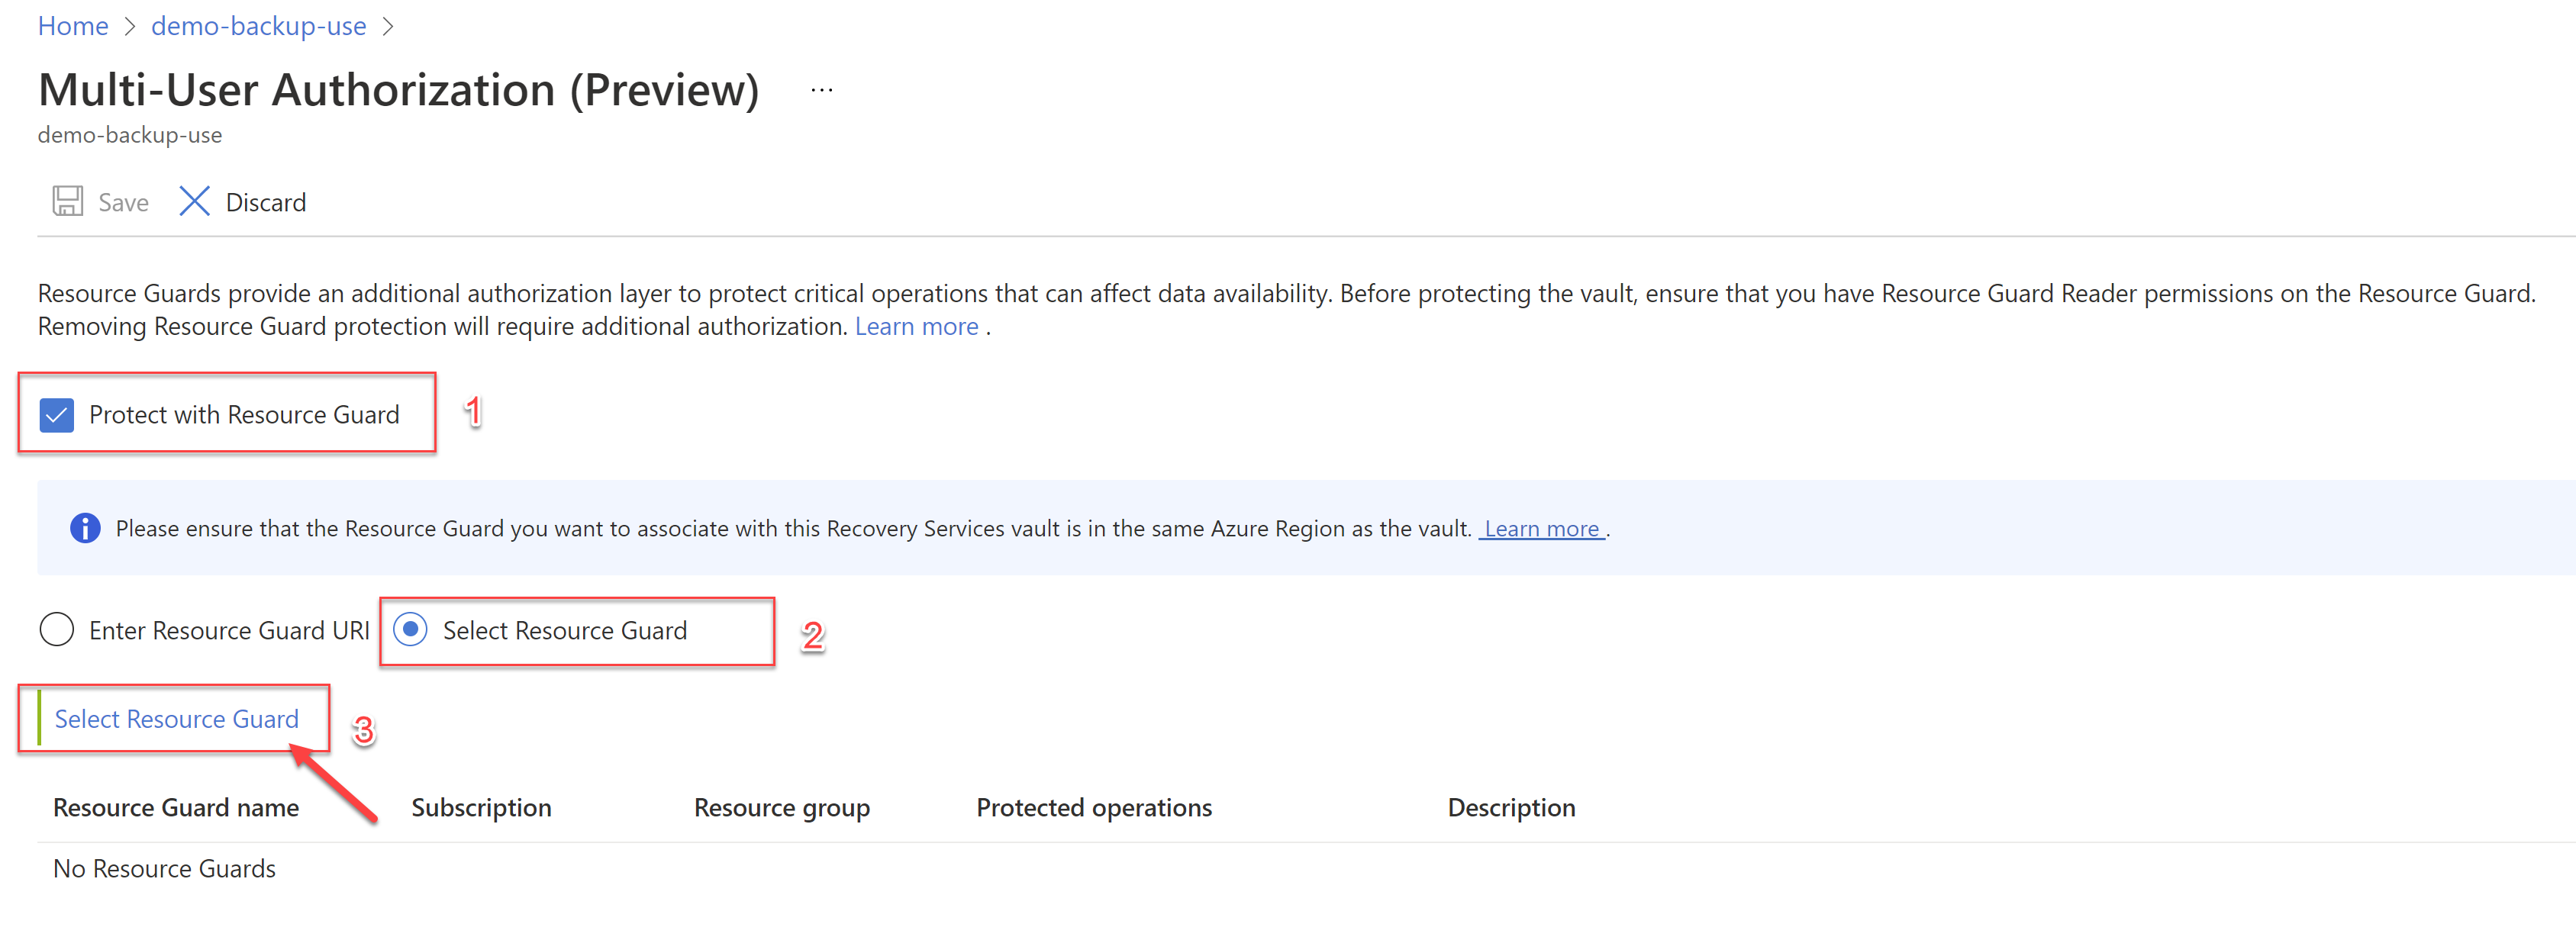 Home > demo-backup-use >
Multi-User Authorization (Preview) ...
demo-backup-use
Save Discard
Resource Guards provide an additional authorization layer to protect critical operations that can affect data availability. Before protecting the vault, ensure that you have Resource Guard Reader permissions on the Resource Guard.
Removing Resource Guard protection will require additional authorization. Learn more .
Protect with Resource Guard 1
Please ensure that the Resource Guard you want to associate with this Recovery Services vault is in the same Azure Region as the vault. Learn more .
Enter Resource Guard URI Select Resource Guard 2
Select Resource Guard 3
Resource Guard name Subscription Resource group Protected operations Description
No Resource Guards